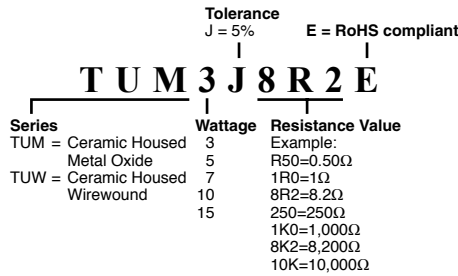 Tolerance
J = 5%
E = RoHS compliant
TUM3J8R2E
Series
TUM = Ceramic Housed
Metal Oxide
TUW = Ceramic Housed
Wirewound
Wattage
3
5
7
10
15
Resistance Value
Example:
R50=0.50Ω
1R0=1Ω
8R2=8.2Ω
250=250Ω
1K0=1,000Ω
8K2=8,200Ω
10K=10,000Ω